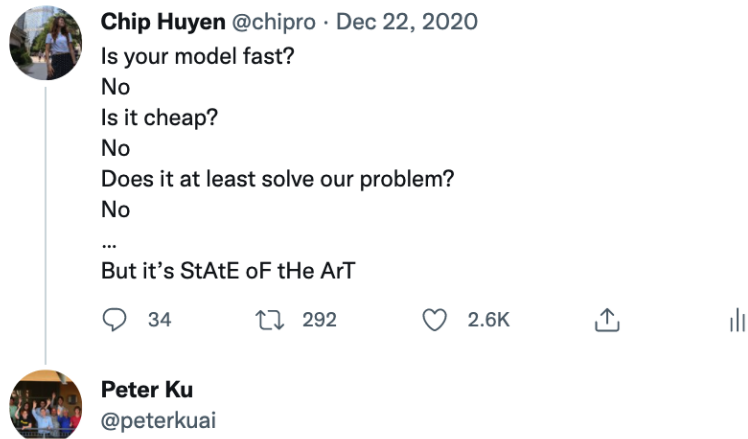 Chip Huyen @chipro · Dec 22, 2020
Is your model fast?
No
Is it cheap?
No
Does it at least solve our problem?
No
...
But it’s StAtE oF tHe ArT
34 292 2.6K
Peter Ku
@peterkuai